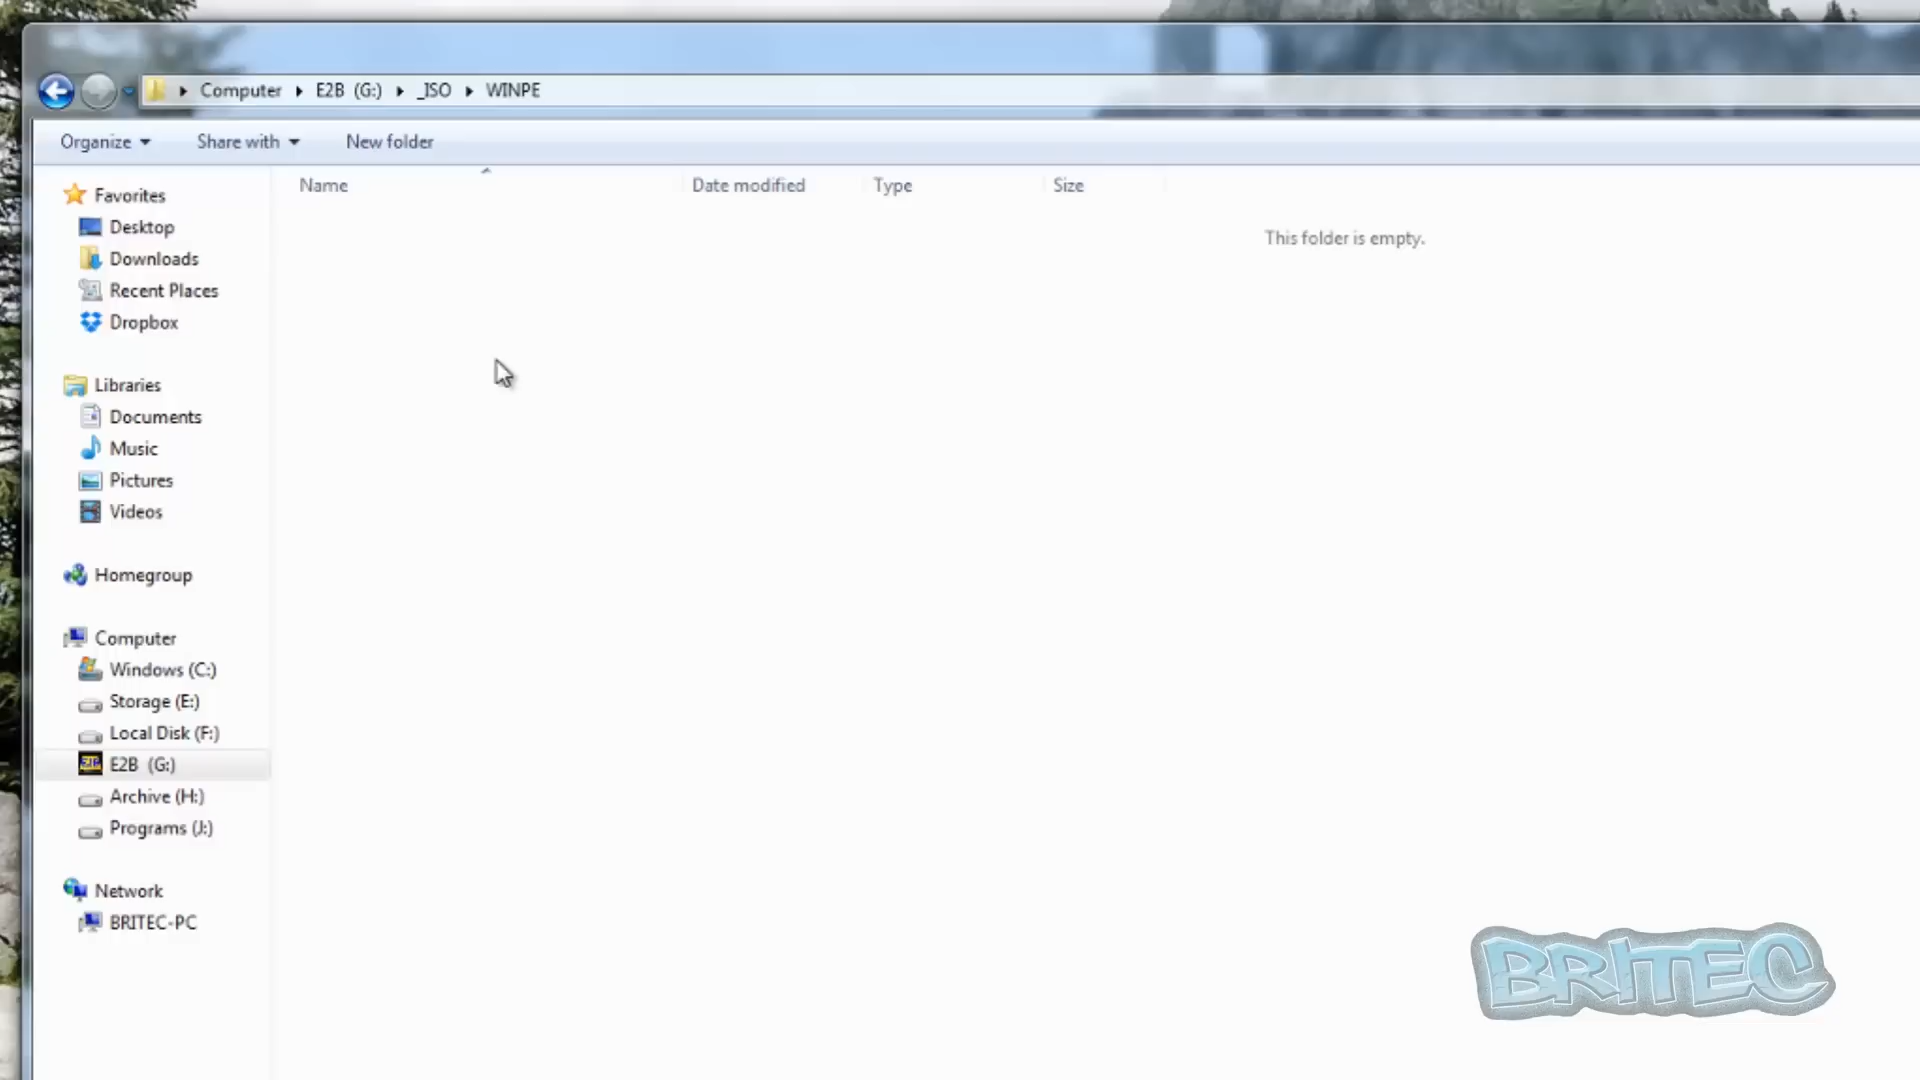 Computer E2B (G:) _ISO WINPE
Organize Share with New folder
Name Date modified Type Size
This folder is empty.
Favorites
Desktop
Downloads
Recent Places
Dropbox
Libraries
Documents
Music
Pictures
Videos
Homegroup
Computer
Windows (C:)
Storage (E:)
Local Disk (F:)
E2B (G:)
Archive (H:)
Programs (J:)
Network
BRITEC-PC
BRITEC